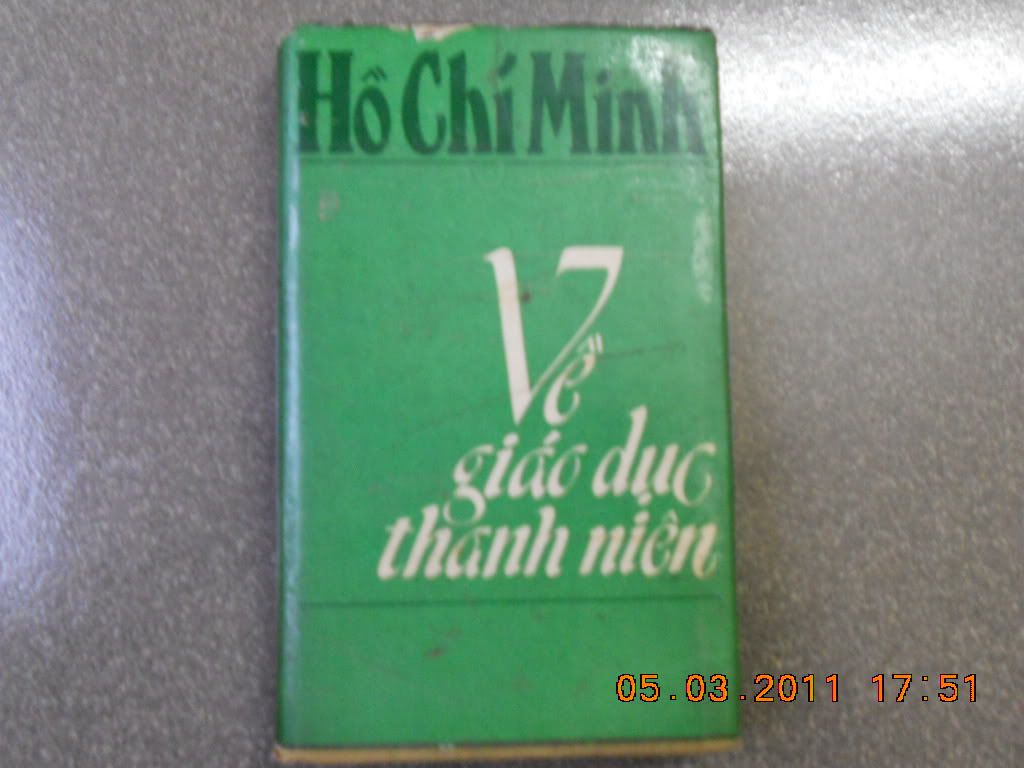 Hồ Chí Minh
Về
giáo dục
thanh niên
05.03.2011 17:51